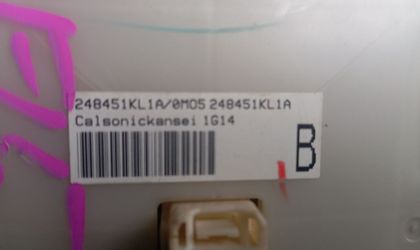 248451KL1A/0M05 248451KL1A
Calsonickansei 1G14
B